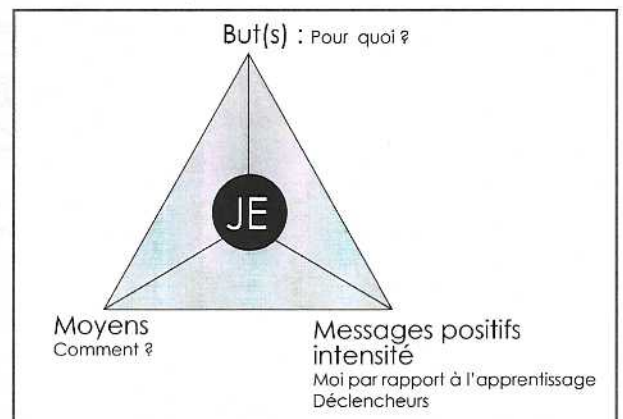 But(s) : Pour quoi ?
JE
Moyens
Comment ?
Messages positifs
intensité
Moi par rapport à l'apprentissage
Déclencheurs